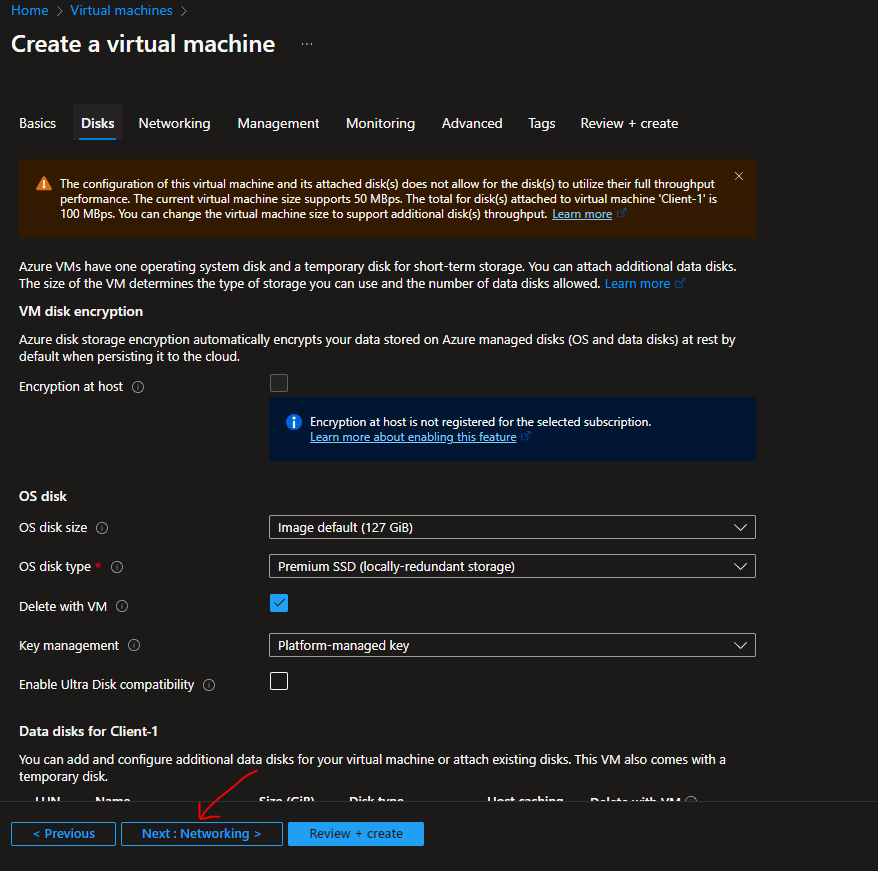 Home > Virtual machines >
Create a virtual machine ...
Basics Disks Networking Management Monitoring Advanced Tags Review + create
The configuration of this virtual machine and its attached disk(s) does not allow for the disk(s) to utilize their full throughput
performance. The current virtual machine size supports 50 MBps. The total for disk(s) attached to virtual machine 'Client-1' is
100 MBps. You can change the virtual machine size to support additional disk(s) throughput. Learn more
Azure VMs have one operating system disk and a temporary disk for short-term storage. You can attach additional data disks.
The size of the VM determines the type of storage you can use and the number of data disks allowed. Learn more
VM disk encryption
Azure disk storage encryption automatically encrypts your data stored on Azure managed disks (OS and data disks) at rest by
default when persisting it to the cloud.
Encryption at host
Encryption at host is not registered for the selected subscription.
Learn more about enabling this feature
OS disk
OS disk size Image default (127 GiB)
OS disk type * Premium SSD (locally-redundant storage)
Delete with VM
Key management Platform-managed key
Enable Ultra Disk compatibility
Data disks for Client-1
You can add and configure additional data disks for your virtual machine or attach existing disks. This VM also comes with a
temporary disk.
LUN Name Size (GiB) Disk type Host caching Delete with VM
< Previous Next : Networking > Review + create